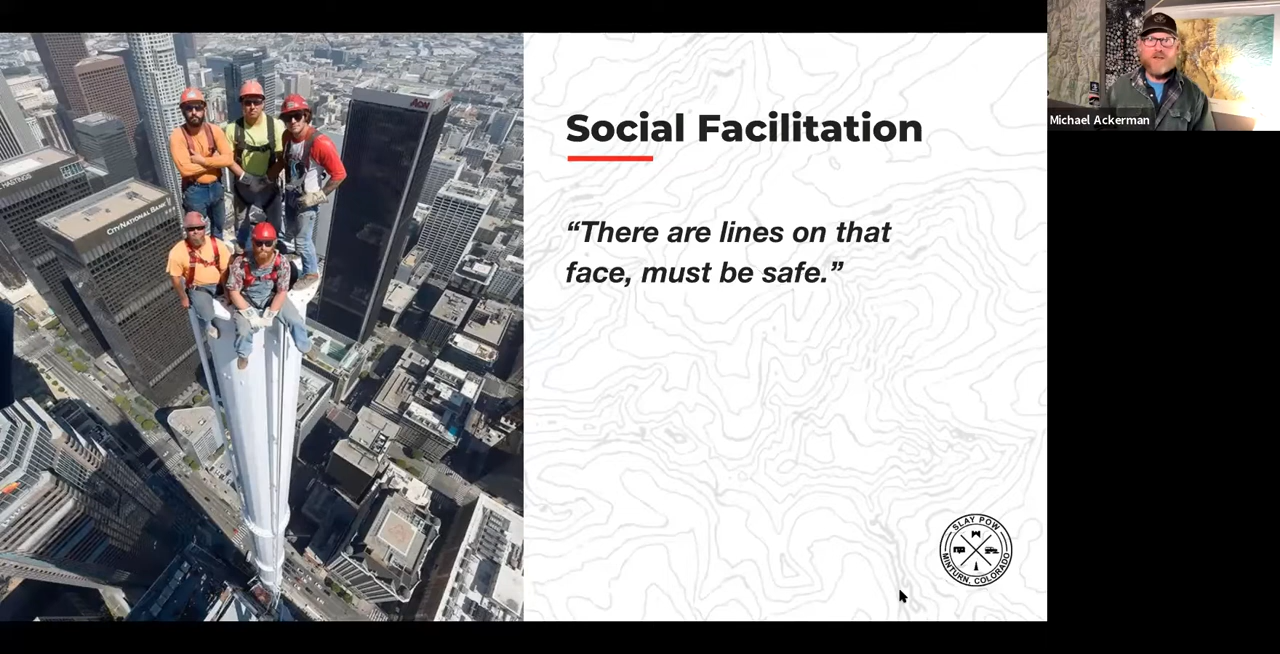 Social Facilitation
“There are lines on that
face, must be safe.”
Michael Ackerman
AON
CITY NATIONAL BANK
HASTINGS
SLAY POW
MINTURN, COLORADO